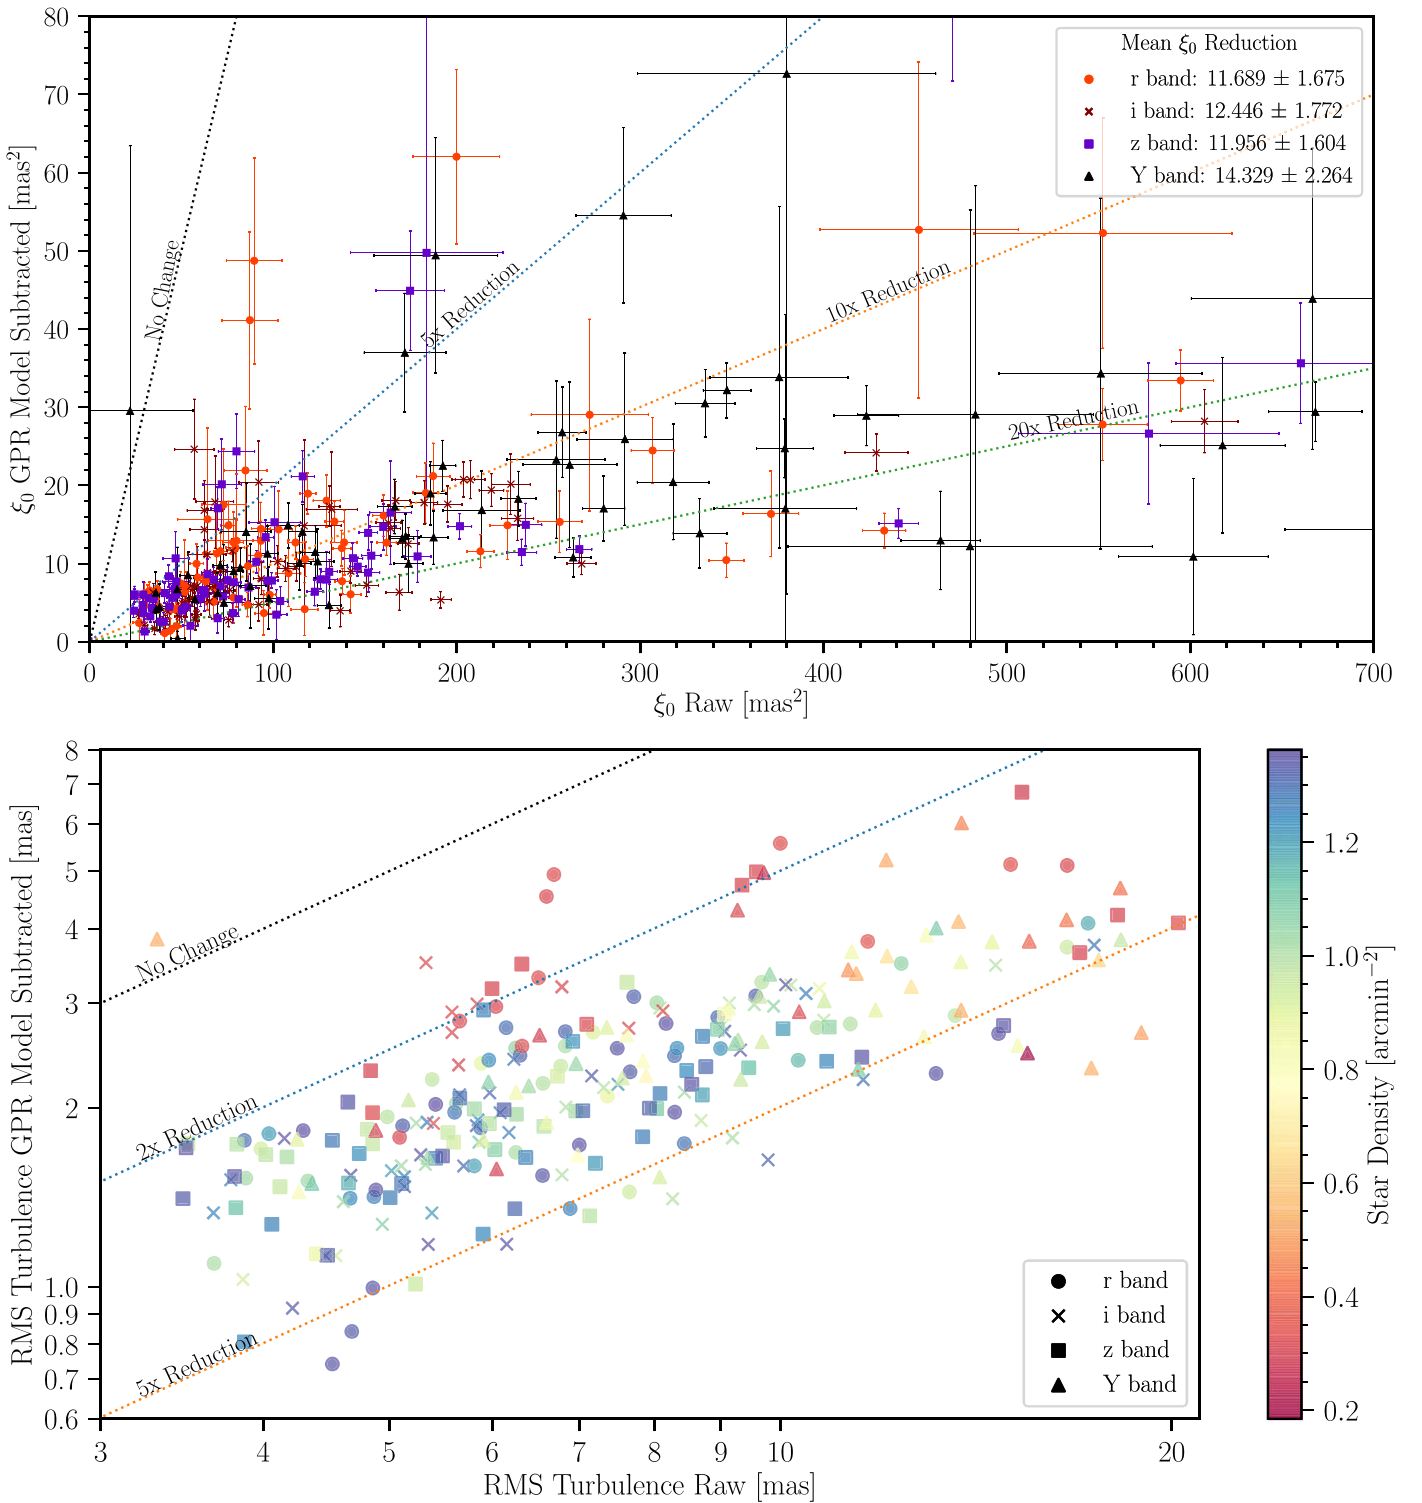 80
70
60
50
40
30
20
10
0
ξ0 GPR Model Subtracted [mas²]
No Change
5x Reduction
10x Reduction
20x Reduction
Mean ξ0 Reduction
r band: 11.689 ± 1.675
i band: 12.446 ± 1.772
z band: 11.956 ± 1.604
Y band: 14.329 ± 2.264
0 100 200 300 400 500 600 700
ξ0 Raw [mas²]
8
7
6
5
4
3
2
1.0
0.9
0.8
0.7
0.6
RMS Turbulence GPR Model Subtracted [mas]
No Change
2x Reduction
5x Reduction
r band
i band
z band
Y band
3 4 5 6 7 8 9 10 20
RMS Turbulence Raw [mas]
1.2
1.0
0.8
0.6
0.4
0.2
Star Density [arcmin⁻²]